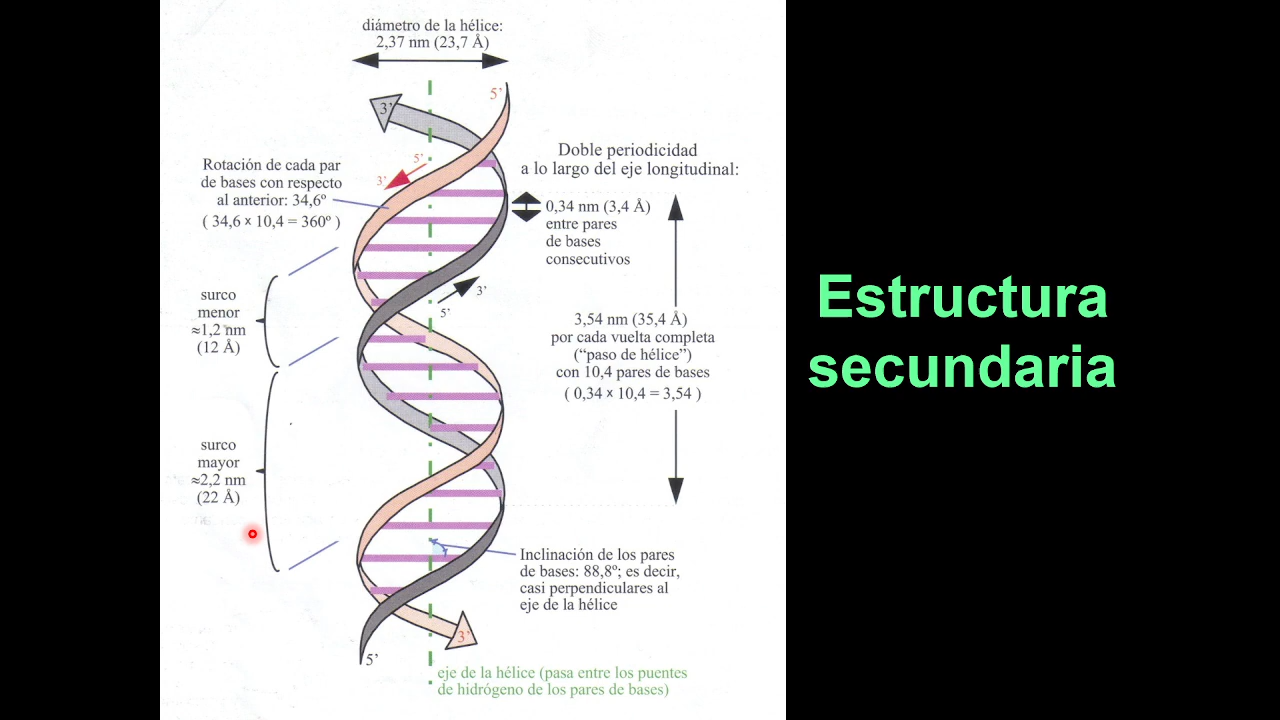 diámetro de la hélice:
2,37 nm (23,7 Å)
3’
5’
Rotación de cada par
de bases con respecto
al anterior: 34,6º
( 34,6 × 10,4 = 360º )
5’
3’
Doble periodicidad
a lo largo del eje longitudinal:
0,34 nm (3,4 Å)
entre pares
de bases
consecutivos
3’
5’
surco
menor
≈1,2 nm
(12 Å)
3,54 nm (35,4 Å)
por cada vuelta completa
(“paso de hélice”)
con 10,4 pares de bases
( 0,34 × 10,4 = 3,54 )
surco
mayor
≈2,2 nm
(22 Å)
Inclinación de los pares
de bases: 88,8º; es decir,
casi perpendiculares al
eje de la hélice
3’
5’
eje de la hélice (pasa entre los puentes
de hidrógeno de los pares de bases)
Estructura
secundaria